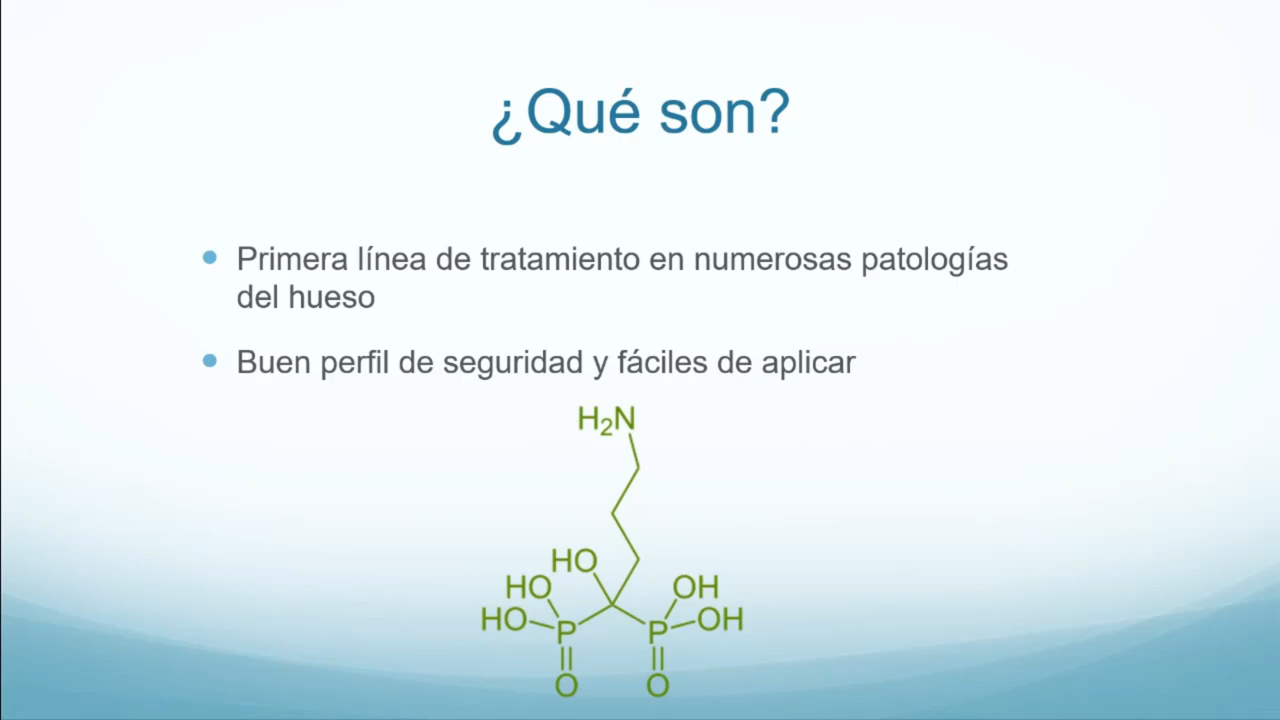 ¿Qué son?
Primera línea de tratamiento en numerosas patologías
del hueso
Buen perfil de seguridad y fáciles de aplicar
H₂N
HO
HO
OH
HO
OH
P
P
O
O